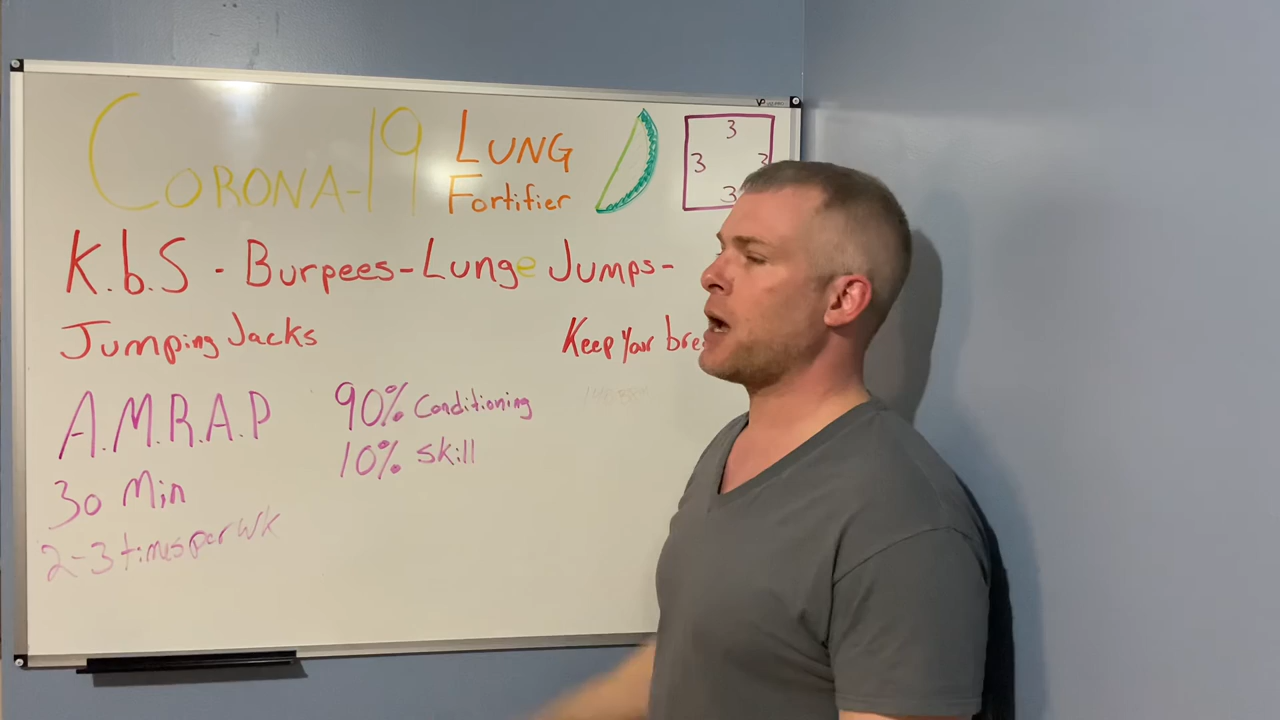 CORONA-19
LUNG
Fortifier
3
3 3
3
K.b.S - Burpees-Lunge Jumps-
Jumping Jacks
Keep Your
A.M.R.A.P
90% Conditioning
10% Skill
30 Min
2-3 times per wk